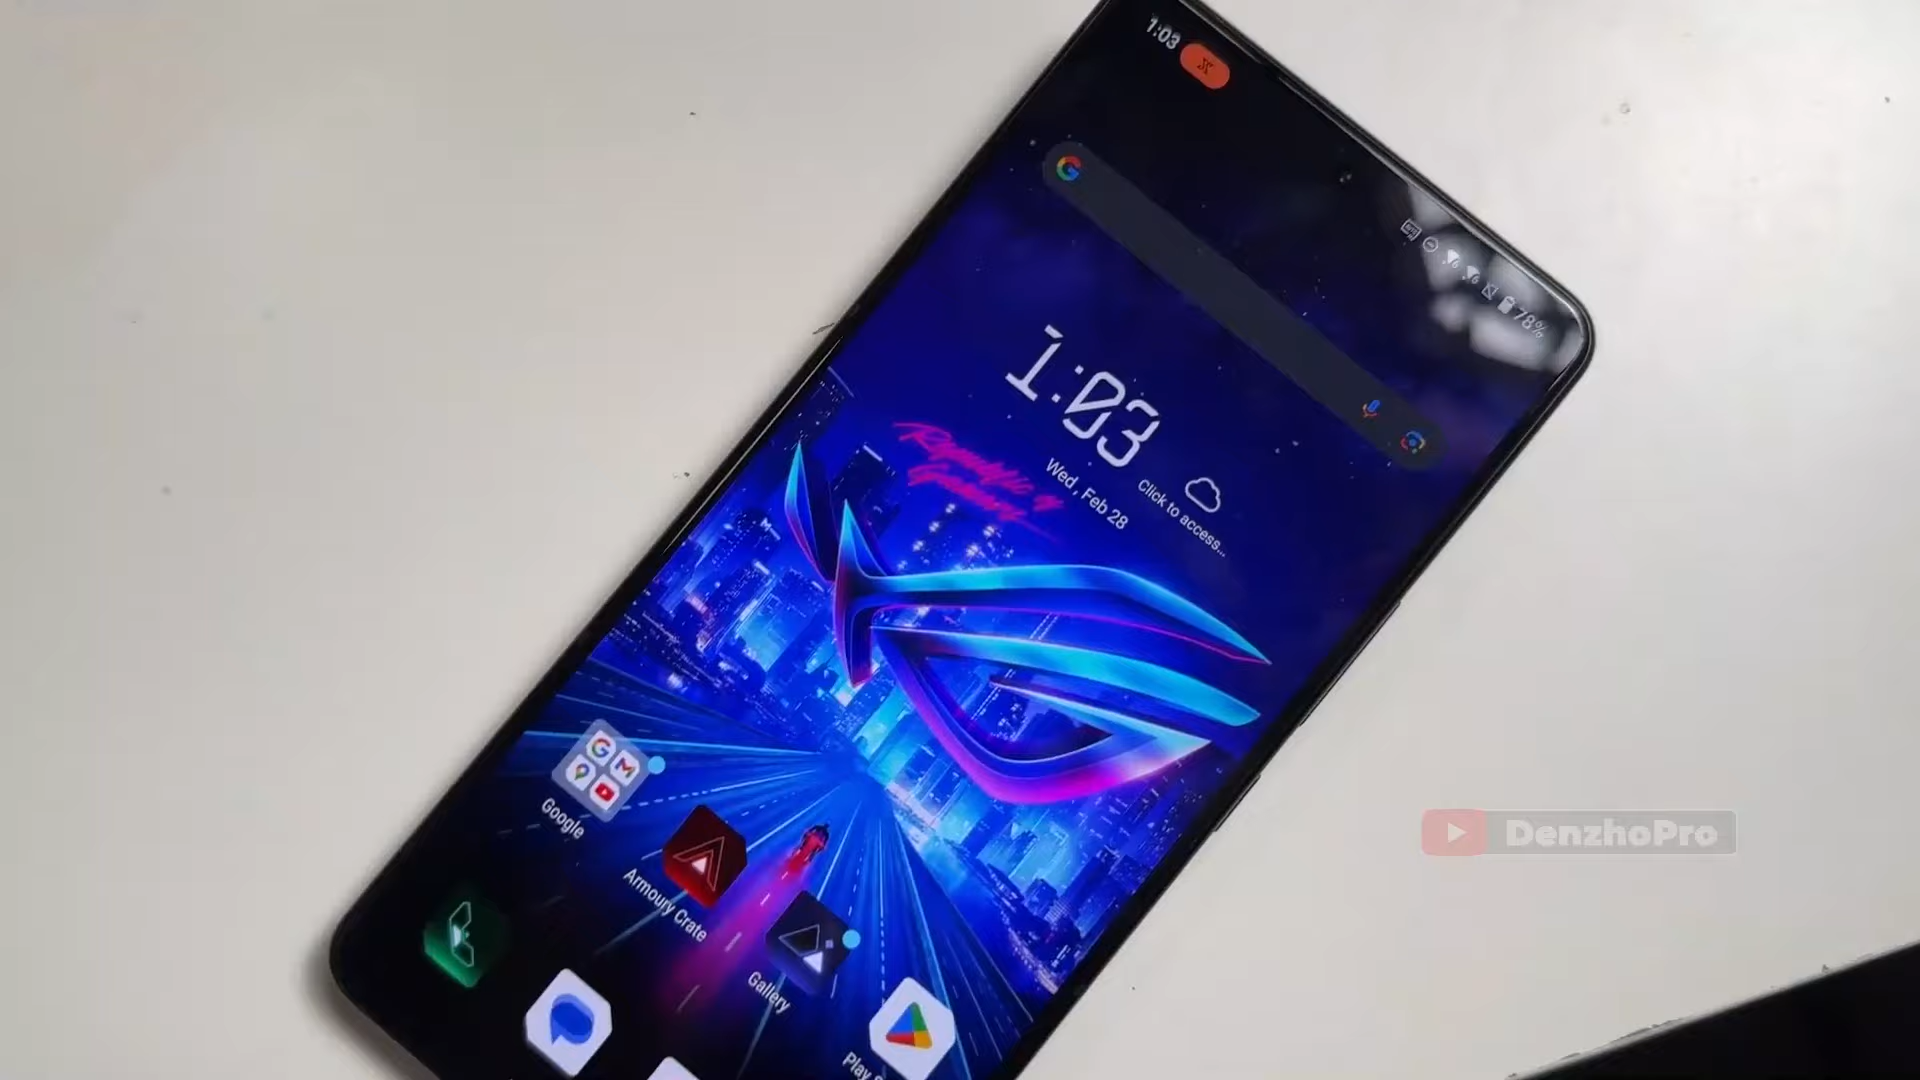 1:03
78%
1:03
Wed, Feb 28
Click to access...
Republic of
Gamers
Google
Armoury Crate
Gallery
Play S
DenzhoPro